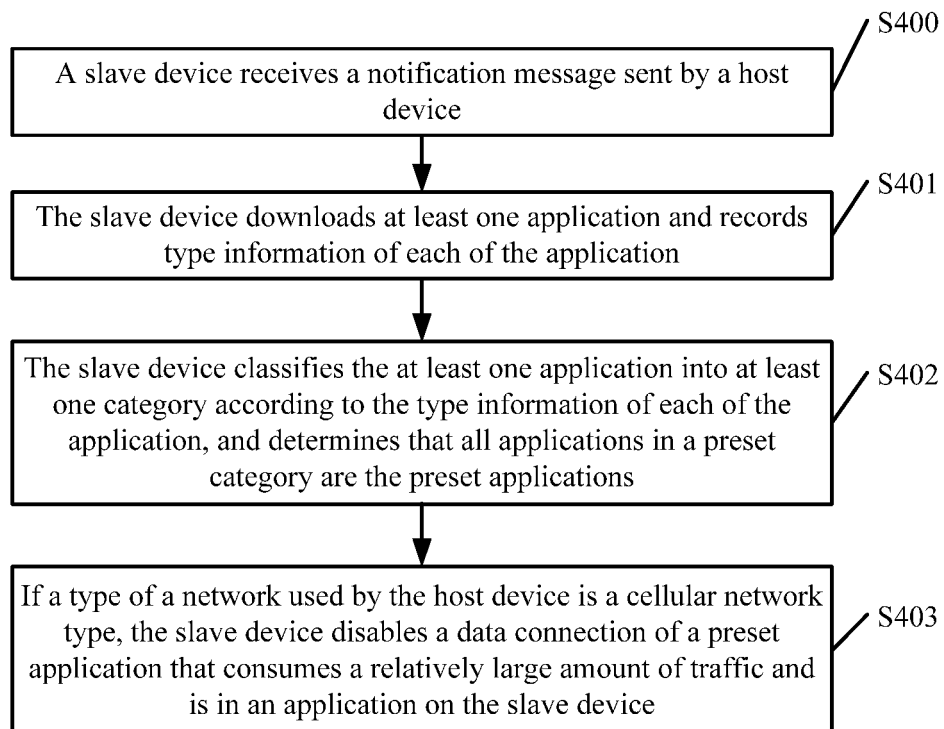 S400
A slave device receives a notification message sent by a host
device
S401
The slave device downloads at least one application and records
type information of each of the application
S402
The slave device classifies the at least one application into at least
one category according to the type information of each of the
application, and determines that all applications in a preset
category are the preset applications
S403
If a type of a network used by the host device is a cellular network
type, the slave device disables a data connection of a preset
application that consumes a relatively large amount of traffic and
is in an application on the slave device